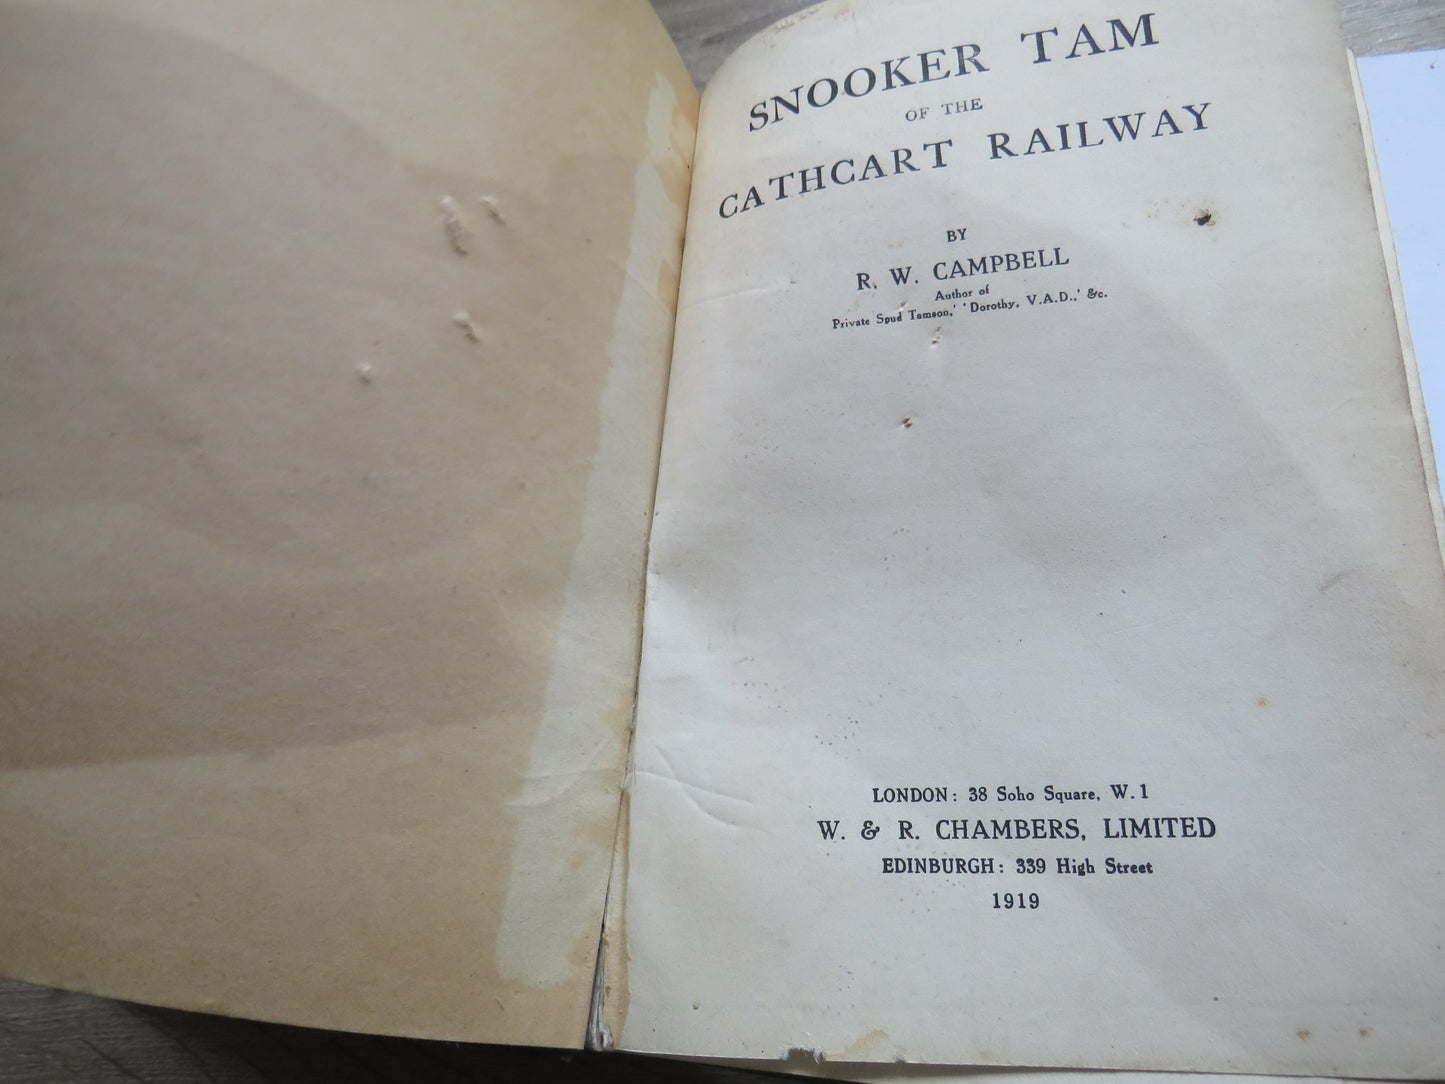 SNOOKER TAM
OF THE
CATHCART RAILWAY
BY
R. W. CAMPBELL
Author of
Private Spud Tamson,' 'Dorothy, V.A.D.,' &c.
LONDON: 38 Soho Square, W. 1
W. & R. CHAMBERS, LIMITED
EDINBURGH: 339 High Street
1919